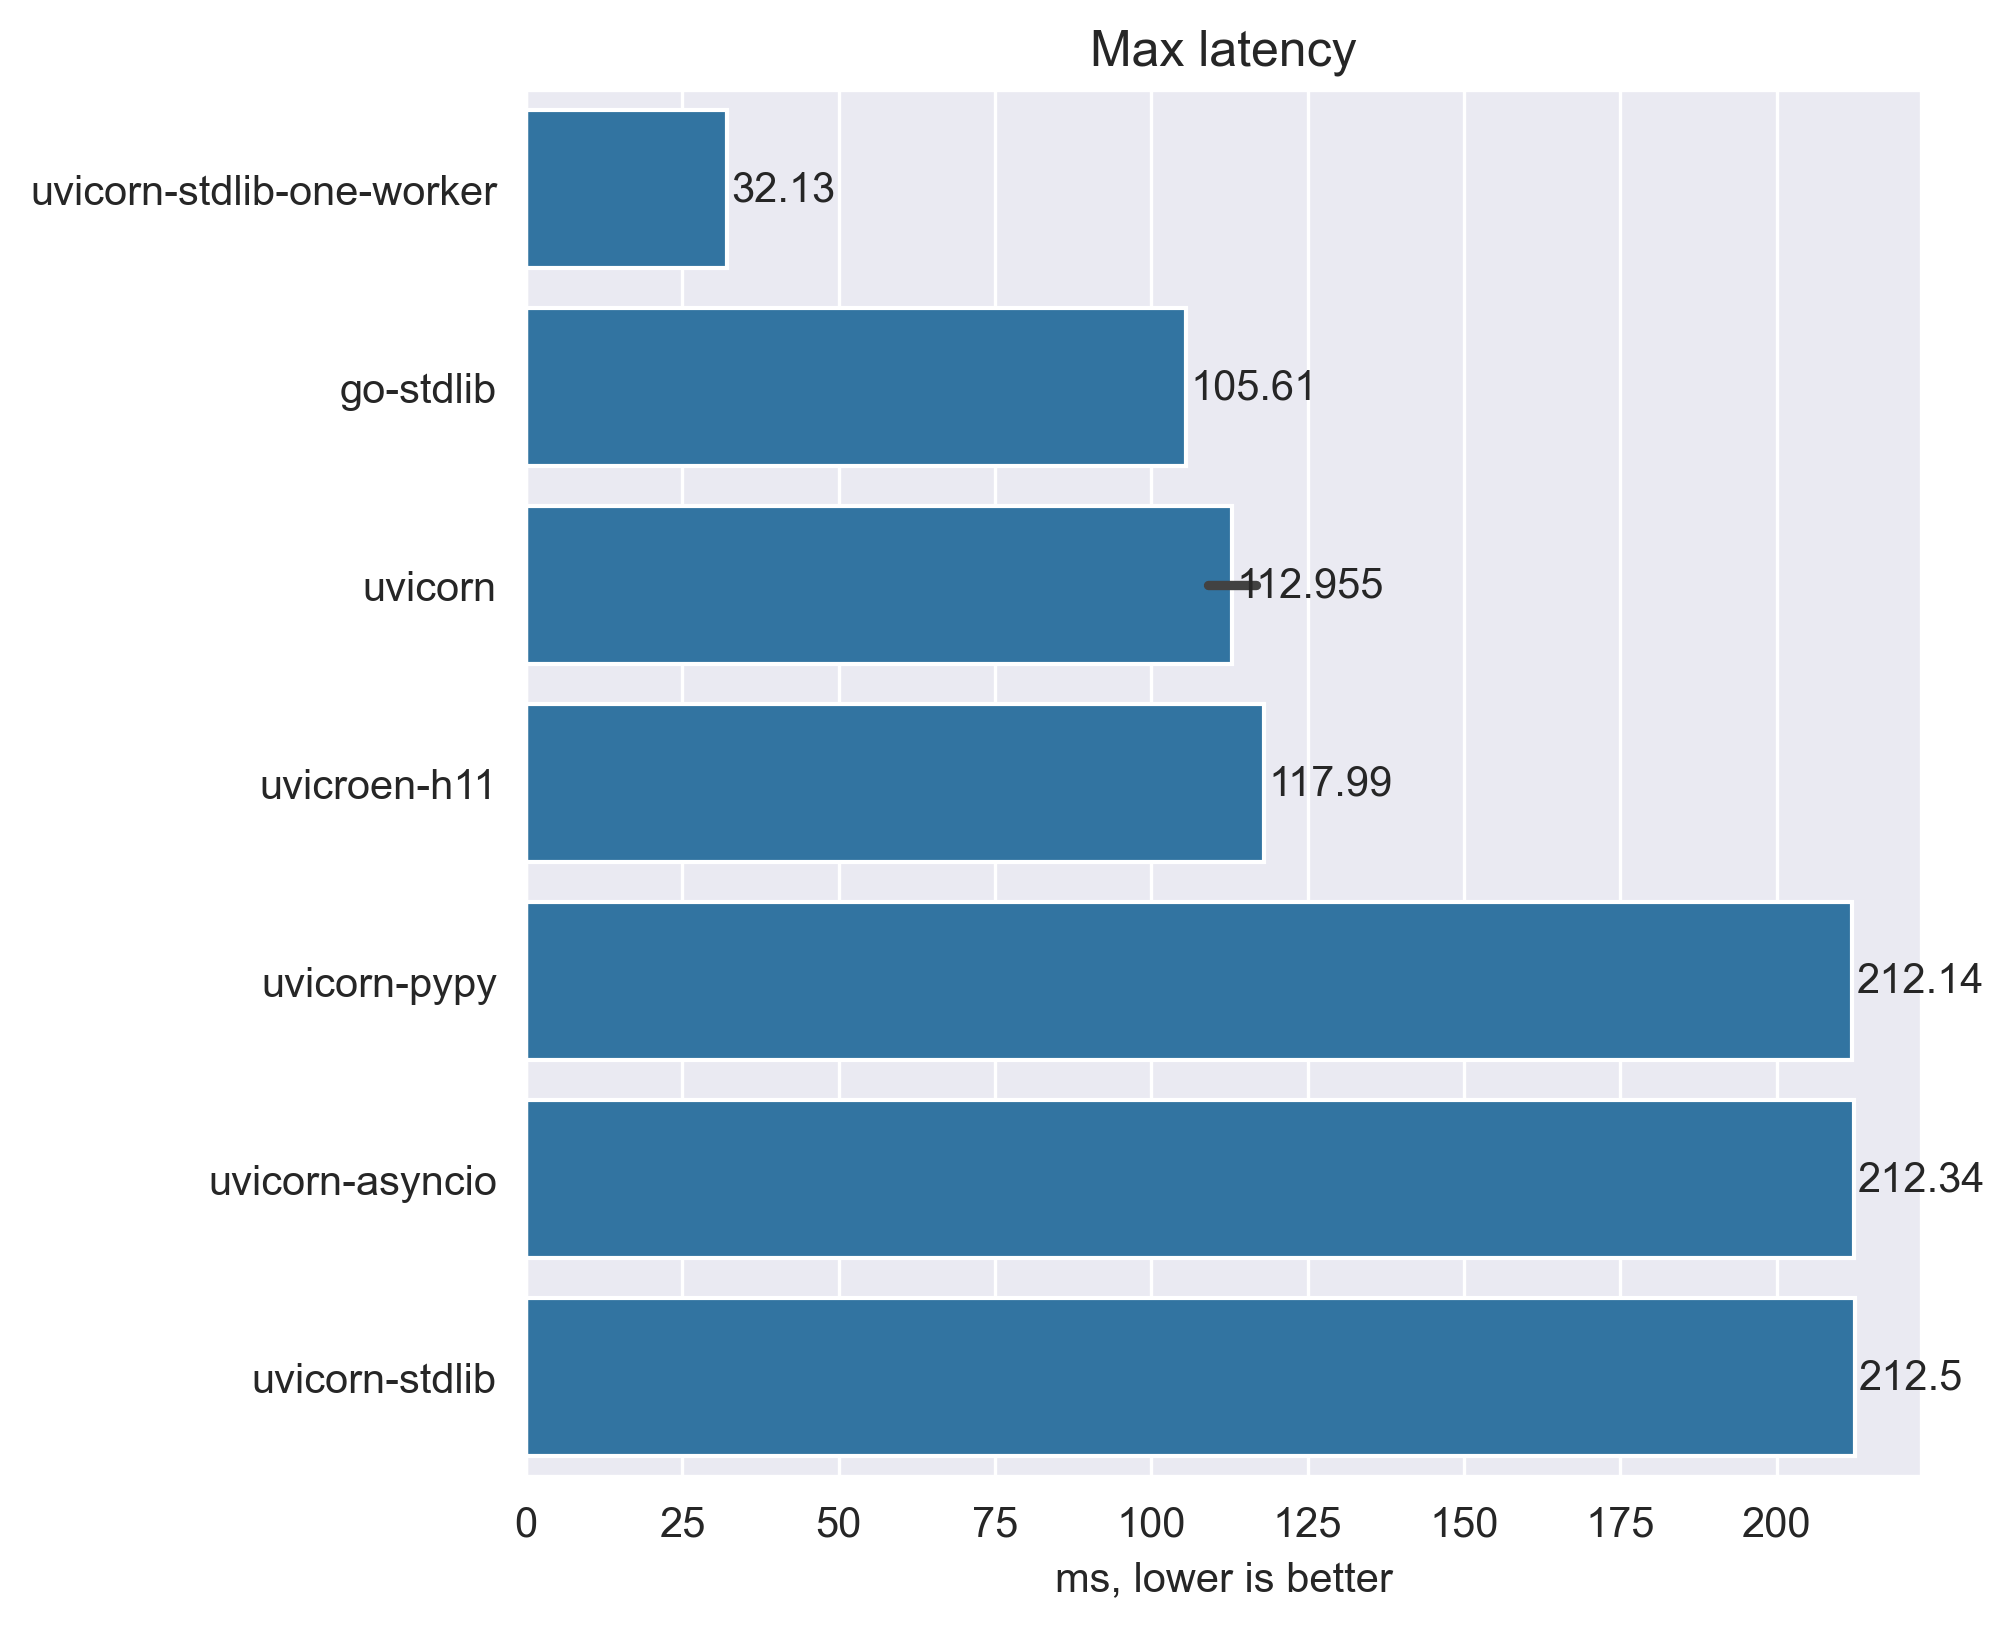 Max latency
uvicorn-stdlib-one-worker
32.13
go-stdlib
105.61
uvicorn
112.955
uvicroen-h11
117.99
uvicorn-pypy
212.14
uvicorn-asyncio
212.34
uvicorn-stdlib
212.5
0 25 50 75 100 125 150 175 200
ms, lower is better